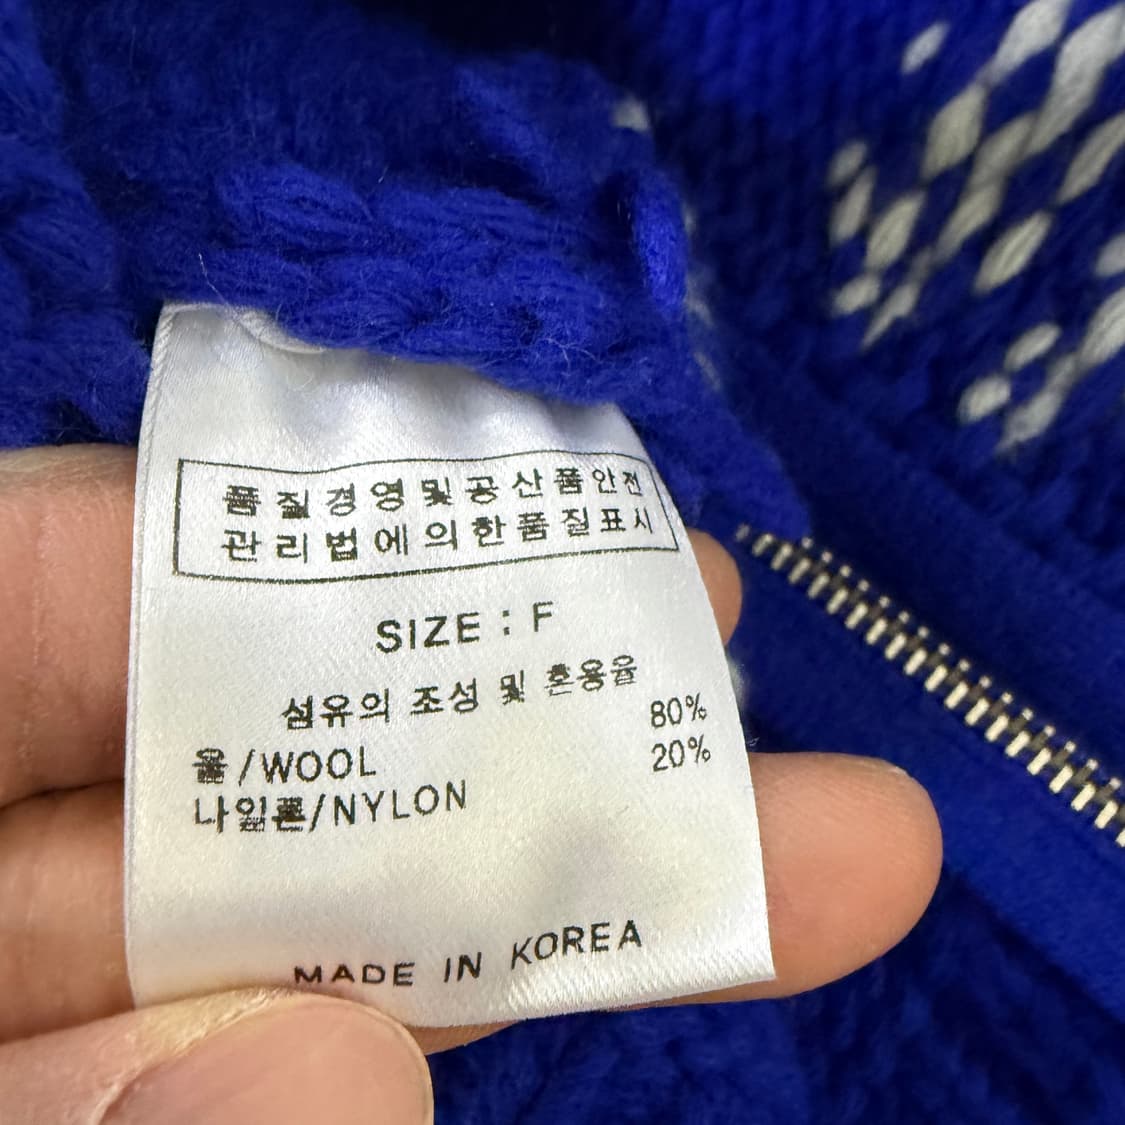 품질경영및공산품안전
관리법에의한품질표시
SIZE : F
섬유의 조성 및 혼용율
울/WOOL 80%
나일론/NYLON 20%
MADE IN KOREA